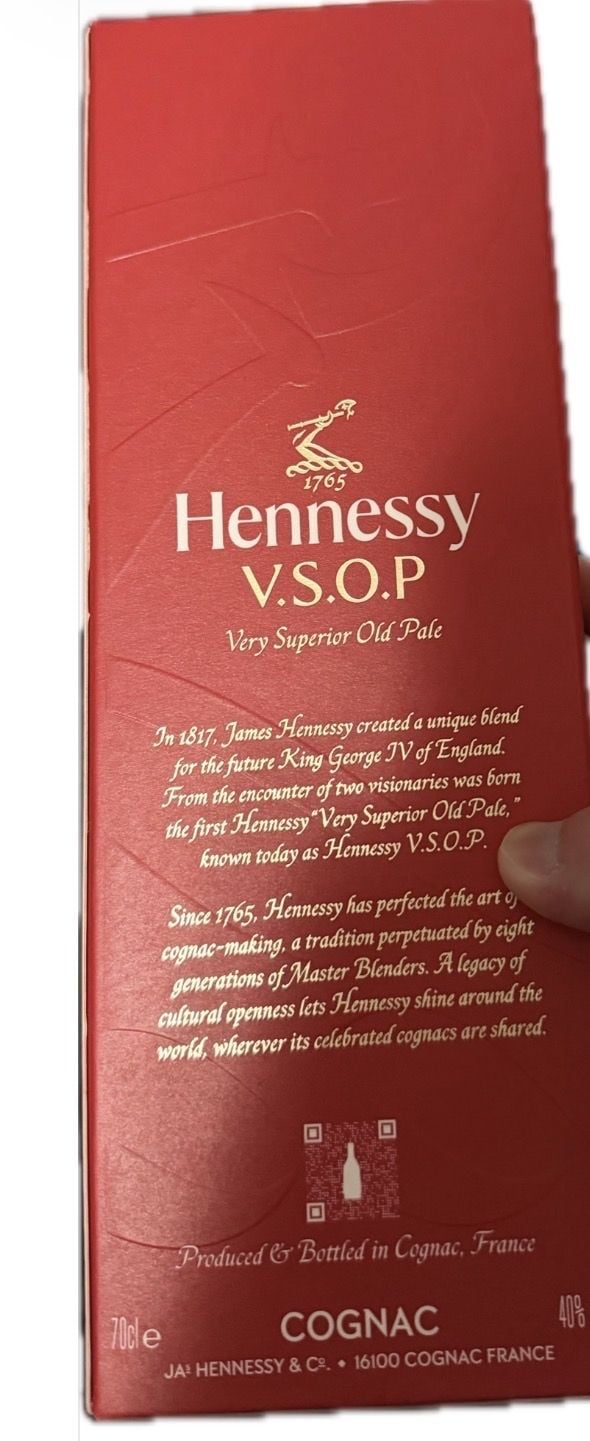 1765
Hennessy
V.S.O.P
Very Superior Old Pale
In 1817, James Hennessy created a unique blend
for the future King George IV of England.
From the encounter of two visionaries was born
the first Hennessy “Very Superior Old Pale,”
known today as Hennessy V.S.O.P.
Since 1765, Hennessy has perfected the art of
cognac-making, a tradition perpetuated by eight
generations of Master Blenders. A legacy of
cultural openness lets Hennessy shine around the
world, wherever its celebrated cognacs are shared.
Produced & Bottled in Cognac, France
70cl e COGNAC 40%
JAˢ HENNESSY & Cº. • 16100 COGNAC FRANCE